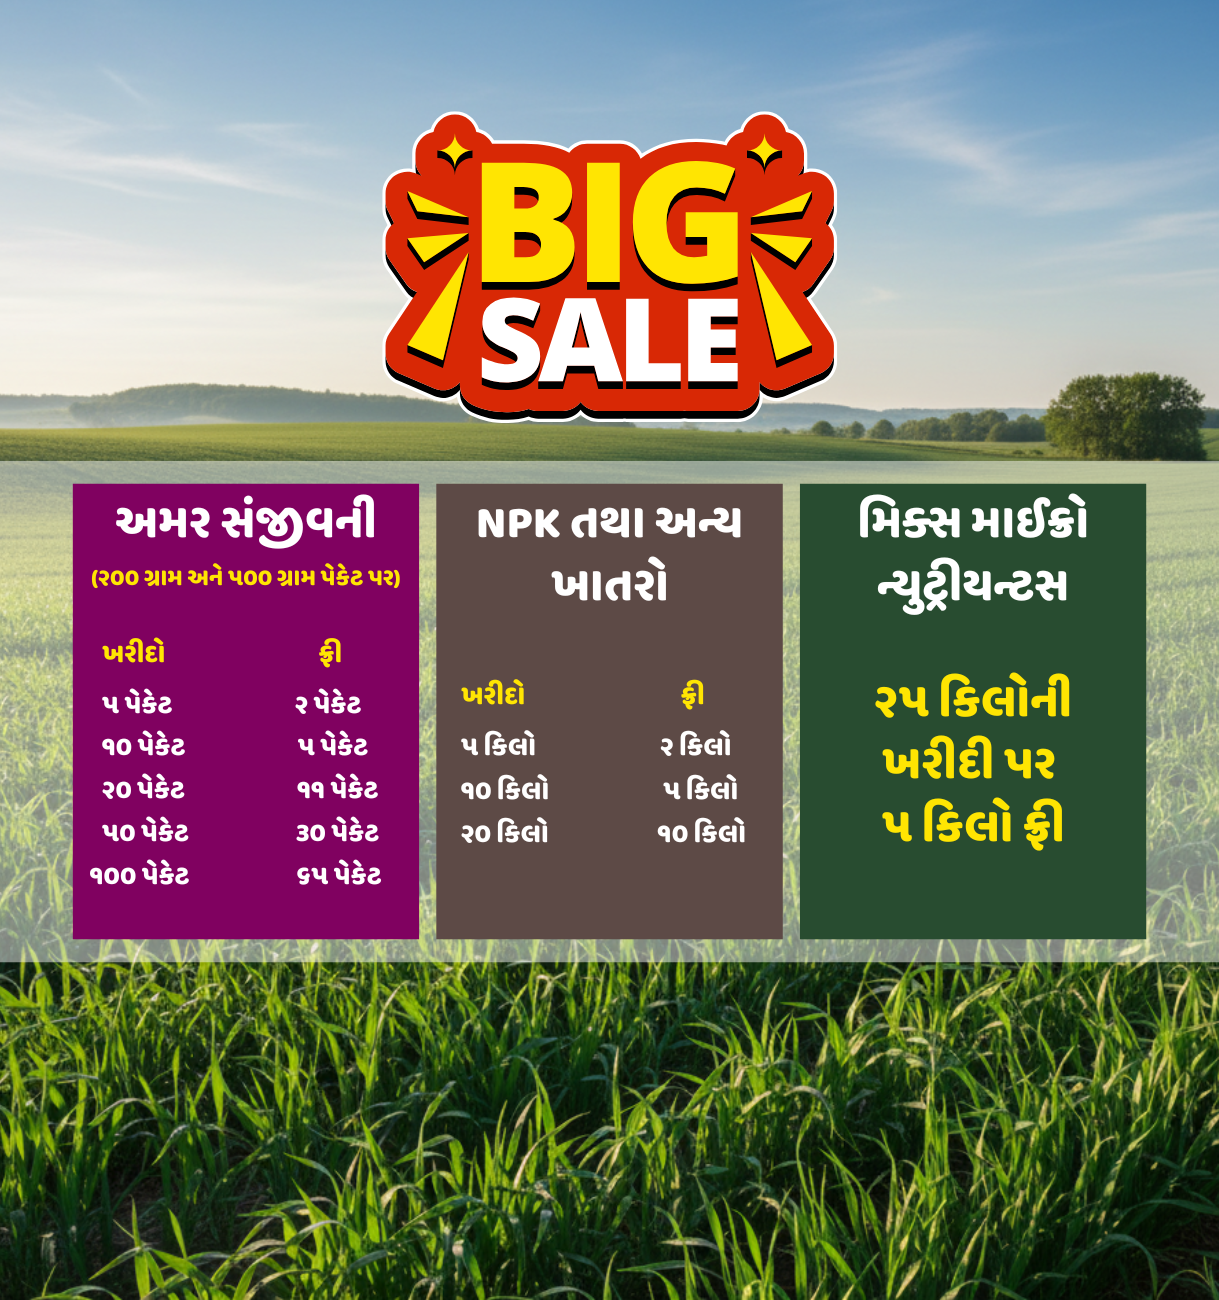 BIG
SALE
અમર સંજીવની
(૨૦૦ ગ્રામ અને ૫૦૦ ગ્રામ પેકેટ પર)
ખરીદો ફ્રી
૫ પેકેટ ૨ પેકેટ
૧૦ પેકેટ ૫ પેકેટ
૨૦ પેકેટ ૧૧ પેકેટ
૫૦ પેકેટ ૩૦ પેકેટ
૧૦૦ પેકેટ ૬૫ પેકેટ
NPK તથા અન્ય
ખાતરો
ખરીદો ફ્રી
૫ કિલો ૨ કિલો
૧૦ કિલો ૫ કિલો
૨૦ કિલો ૧૦ કિલો
મિક્સ માઈક્રો
ન્યુટ્રીયન્ટસ
૨૫ કિલોની
ખરીદી પર
૫ કિલો ફ્રી